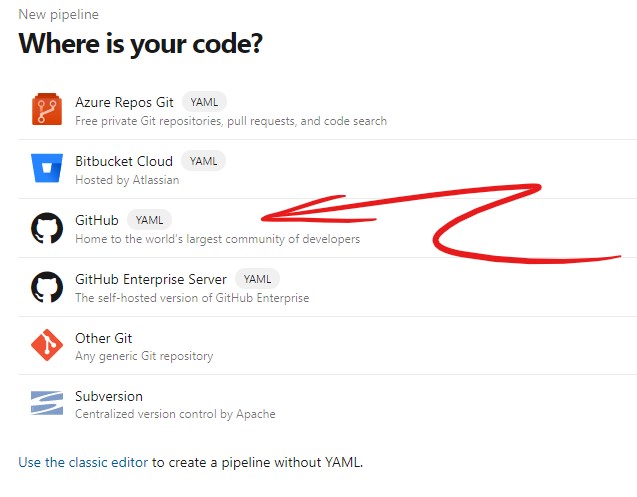 New pipeline
Where is your code?
Azure Repos Git YAML
Free private Git repositories, pull requests, and code search
Bitbucket Cloud YAML
Hosted by Atlassian
GitHub YAML
Home to the world's largest community of developers
GitHub Enterprise Server YAML
The self-hosted version of GitHub Enterprise
Other Git
Any generic Git repository
Subversion
Centralized version control by Apache
Use the classic editor to create a pipeline without YAML.